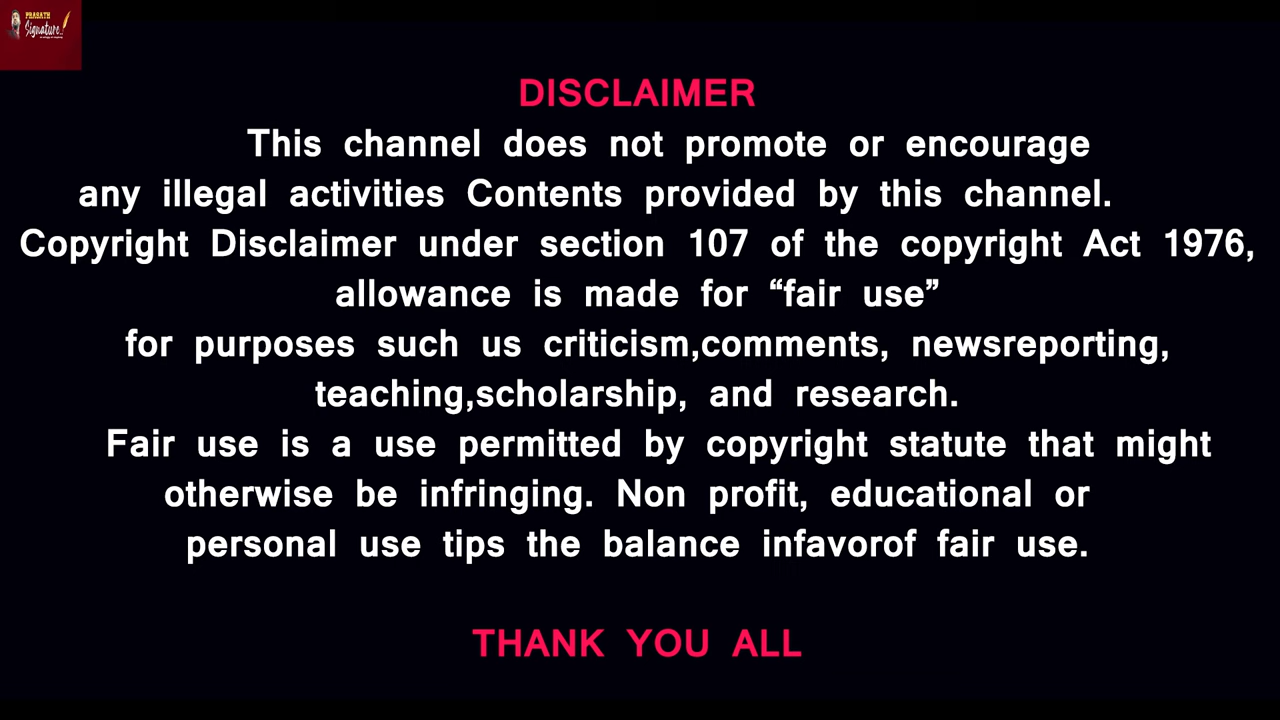 PRASATH
Signature..!
DISCLAIMER
This channel does not promote or encourage
any illegal activities Contents provided by this channel.
Copyright Disclaimer under section 107 of the copyright Act 1976,
allowance is made for “fair use”
for purposes such us criticism,comments, newsreporting,
teaching,scholarship, and research.
Fair use is a use permitted by copyright statute that might
otherwise be infringing. Non profit, educational or
personal use tips the balance infavorof fair use.
THANK YOU ALL